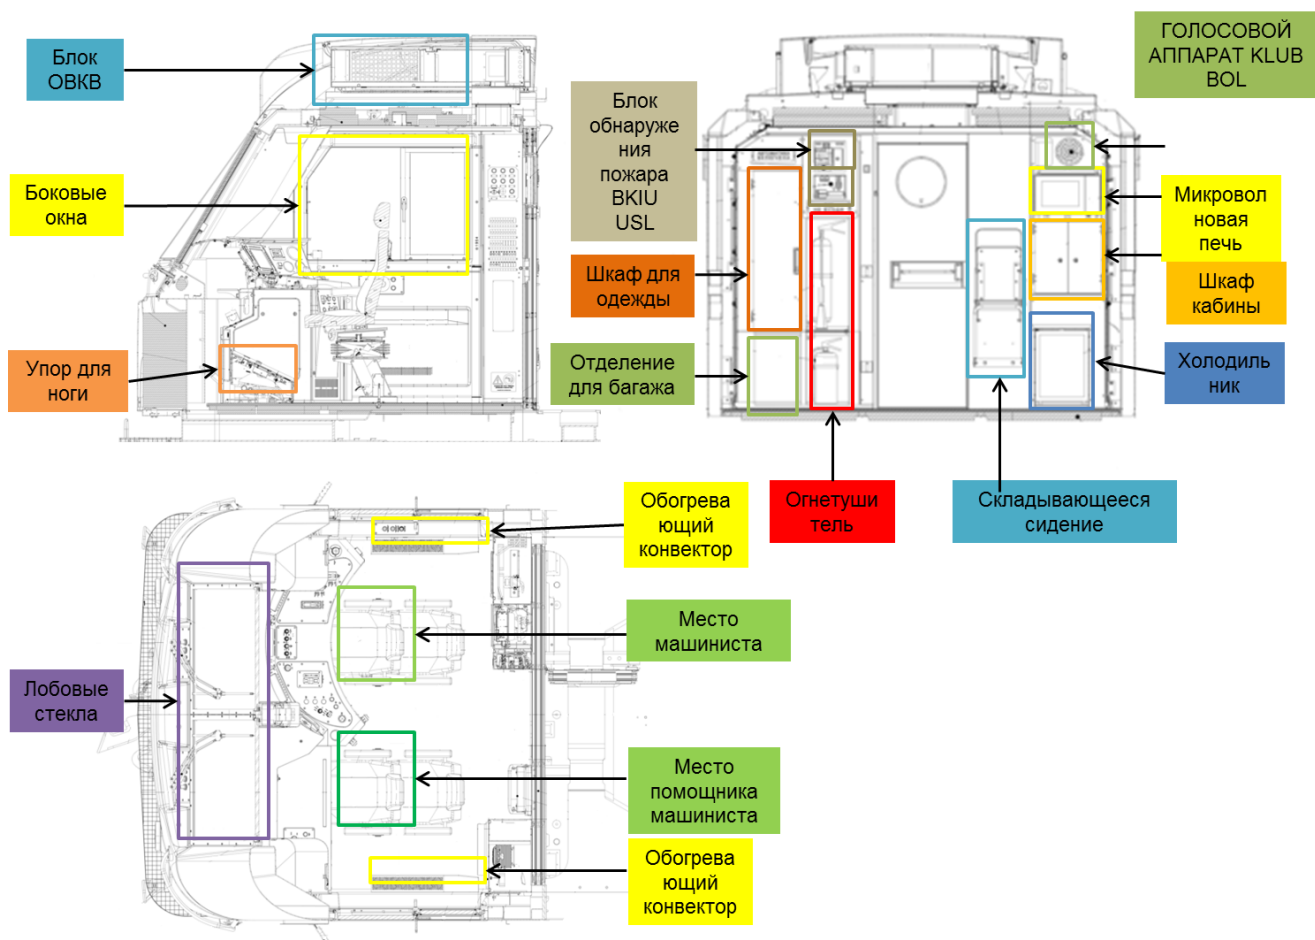 Блок
ОВКВ
Боковые
окна
Упор для
ноги
Блок
обнаруже
ния
пожара
BKIU
USL
Шкаф для
одежды
Отделение
для багажа
ГОЛОСОВОЙ
АППАРАТ KLUB
BOL
Микровол
новая
печь
Шкаф
кабины
Холодиль
ник
Огнетуши
тель
Складывающееся
сидение
Обогрева
ющий
конвектор
Место
машиниста
Лобовые
стекла
Место
помощника
машиниста
Обогрева
ющий
конвектор